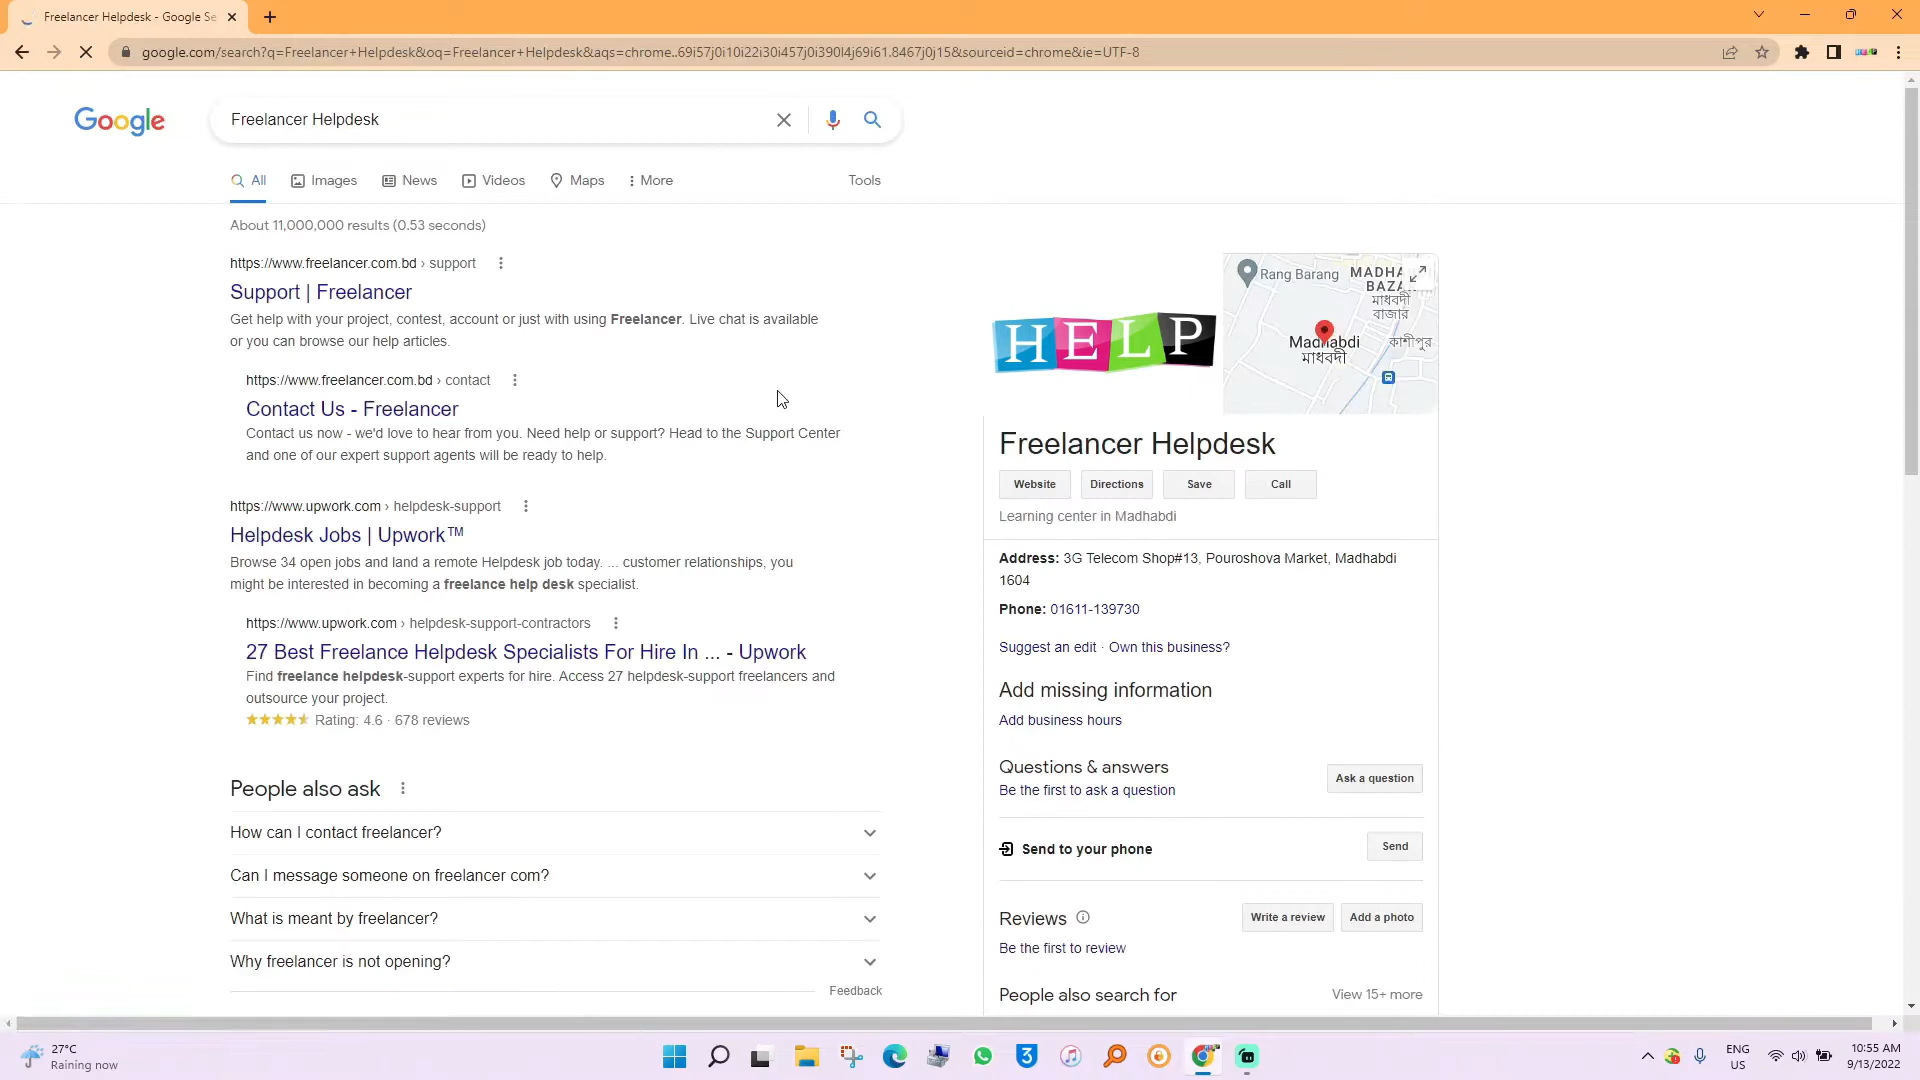 Freelancer Helpdesk - Google Se
google.com/search?q=Freelancer+Helpdesk&oq=Freelancer+Helpdesk&aqs=chrome..69i57j0i10i22i30i457j0i390l4j69i61.8467j0j15&sourceid=chrome&ie=UTF-8
Google
Freelancer Helpdesk
All Images News Videos Maps More Tools
About 11,000,000 results (0.53 seconds)
https://www.freelancer.com.bd › support
Support | Freelancer
Get help with your project, contest, account or just with using Freelancer. Live chat is available
or you can browse our help articles.
https://www.freelancer.com.bd › contact
Contact Us - Freelancer
Contact us now - we'd love to hear from you. Need help or support? Head to the Support Center
and one of our expert support agents will be ready to help.
https://www.upwork.com › helpdesk-support
Helpdesk Jobs | Upwork™
Browse 34 open jobs and land a remote Helpdesk job today. ... customer relationships, you
might be interested in becoming a freelance help desk specialist.
https://www.upwork.com › helpdesk-support-contractors
27 Best Freelance Helpdesk Specialists For Hire In ... - Upwork
Find freelance helpdesk-support experts for hire. Access 27 helpdesk-support freelancers and
outsource your project.
Rating: 4.6 · 678 reviews
People also ask
How can I contact freelancer?
Can I message someone on freelancer com?
What is meant by freelancer?
Why freelancer is not opening?
Feedback
HELP
Rang Barang
MADHA
BAZA
মাধবদী
বাজার
Madhabdi
মাধবদী
কাশীপুর
Freelancer Helpdesk
Website Directions Save Call
Learning center in Madhabdi
Address: 3G Telecom Shop#13, Pouroshova Market, Madhabdi
1604
Phone: 01611-139730
Suggest an edit · Own this business?
Add missing information
Add business hours
Questions & answers
Be the first to ask a question
Ask a question
Send to your phone
Send
Reviews
Write a review Add a photo
Be the first to review
People also search for
View 15+ more
27°C
Raining now
3
ENG
US
10:55 AM
9/13/2022